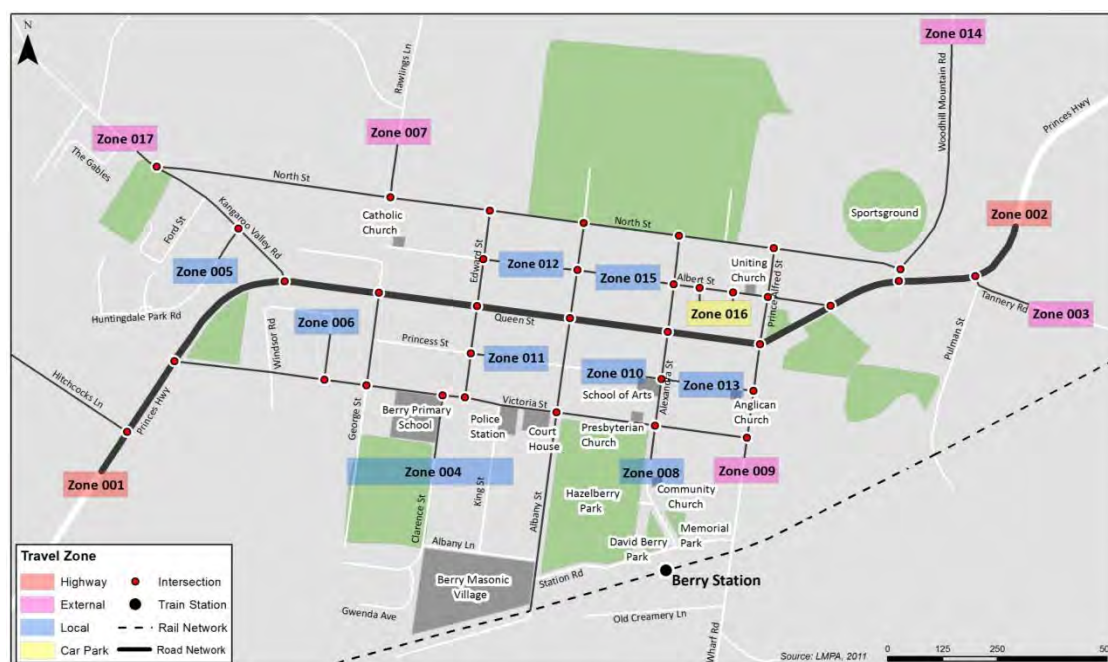 N
Zone 014
Zone 017
Zone 007
Rawlings Ln
Woodhill Mountain Rd
Princes Hwy
The Gables
North St
Kangaroo Valley Rd
Ford St
Catholic
Church
Edward St
North St
Sportsground
Zone 002
Zone 005
Zone 012
Zone 015
Albert St
Uniting
Church
Prince Alfred St
Zone 016
Tannery Rd
Zone 003
Huntingdale Park Rd
Zone 006
Windsor Rd
Queen St
Princess St
Zone 011
Zone 010
School of Arts
Alexandra St
Zone 013
Pulman St
Hitchcocks Ln
Princes Hwy
George St
Berry Primary
School
Victoria St
Police
Station
Court
House
Presbyterian
Church
Anglican
Church
Zone 001
Zone 004
Zone 008
Zone 009
Clarence St
King St
Albany St
Hazelberry
Park
Community
Church
Memorial
Park
David Berry
Park
Albany Ln
Station Rd
Berry Station
Berry Masonic
Village
Gwenda Ave
Old Creamery Ln
Wharf Rd
Travel Zone
Highway
Intersection
External
Train Station
Local
Rail Network
Car Park
Road Network
Source: LMPA, 2011
0 125 250